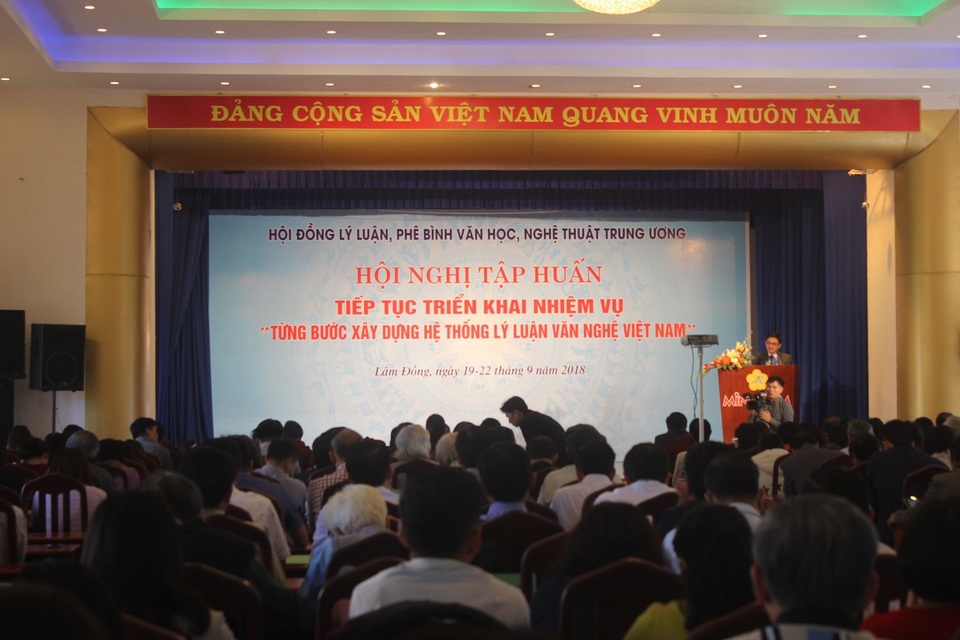 ĐẢNG CỘNG SẢN VIỆT NAM QUANG VINH MUÔN NĂM
HỘI ĐỒNG LÝ LUẬN, PHÊ BÌNH VĂN HỌC, NGHỆ THUẬT TRUNG ƯƠNG
HỘI NGHỊ TẬP HUẤN
TIẾP TỤC TRIỂN KHAI NHIỆM VỤ
"TỪNG BƯỚC XÂY DỰNG HỆ THỐNG LÝ LUẬN VĂN NGHỆ VIỆT NAM"
Lâm Đồng, ngày 19-22 tháng 9 năm 2018